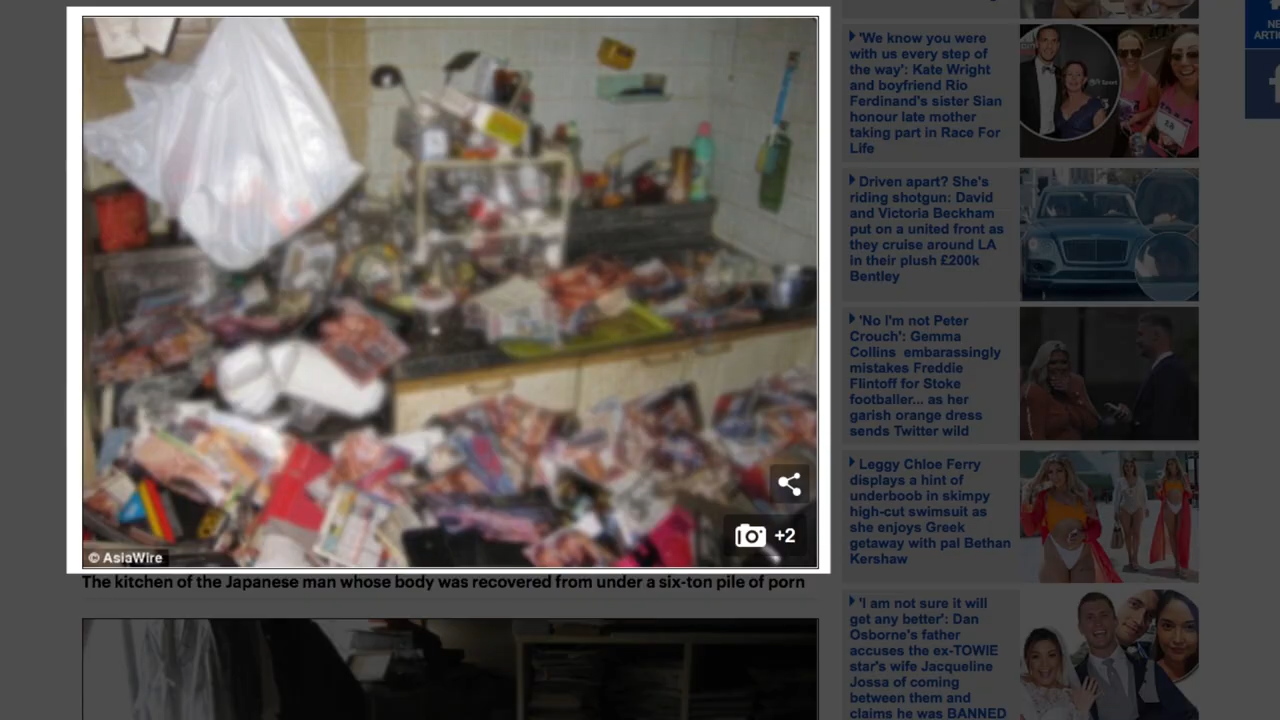 © AsiaWire
+2
The kitchen of the Japanese man whose body was recovered from under a six-ton pile of porn
'We know you were
with us every step of
the way': Kate Wright
and boyfriend Rio
Ferdinand's sister Sian
honour late mother
taking part in Race For
Life
Driven apart? She's
riding shotgun: David
and Victoria Beckham
put on a united front as
they cruise around LA
in their plush £200k
Bentley
'No I'm not Peter
Crouch': Gemma
Collins embarassingly
mistakes Freddie
Flintoff for Stoke
footballer... as her
garish orange dress
sends Twitter wild
Leggy Chloe Ferry
displays a hint of
underboob in skimpy
high-cut swimsuit as
she enjoys Greek
getaway with pal Bethan
Kershaw
'I am not sure it will
get any better': Dan
Osborne's father
accuses the ex-TOWIE
star's wife Jacqueline
Jossa of coming
between them and
claims he was BANNED